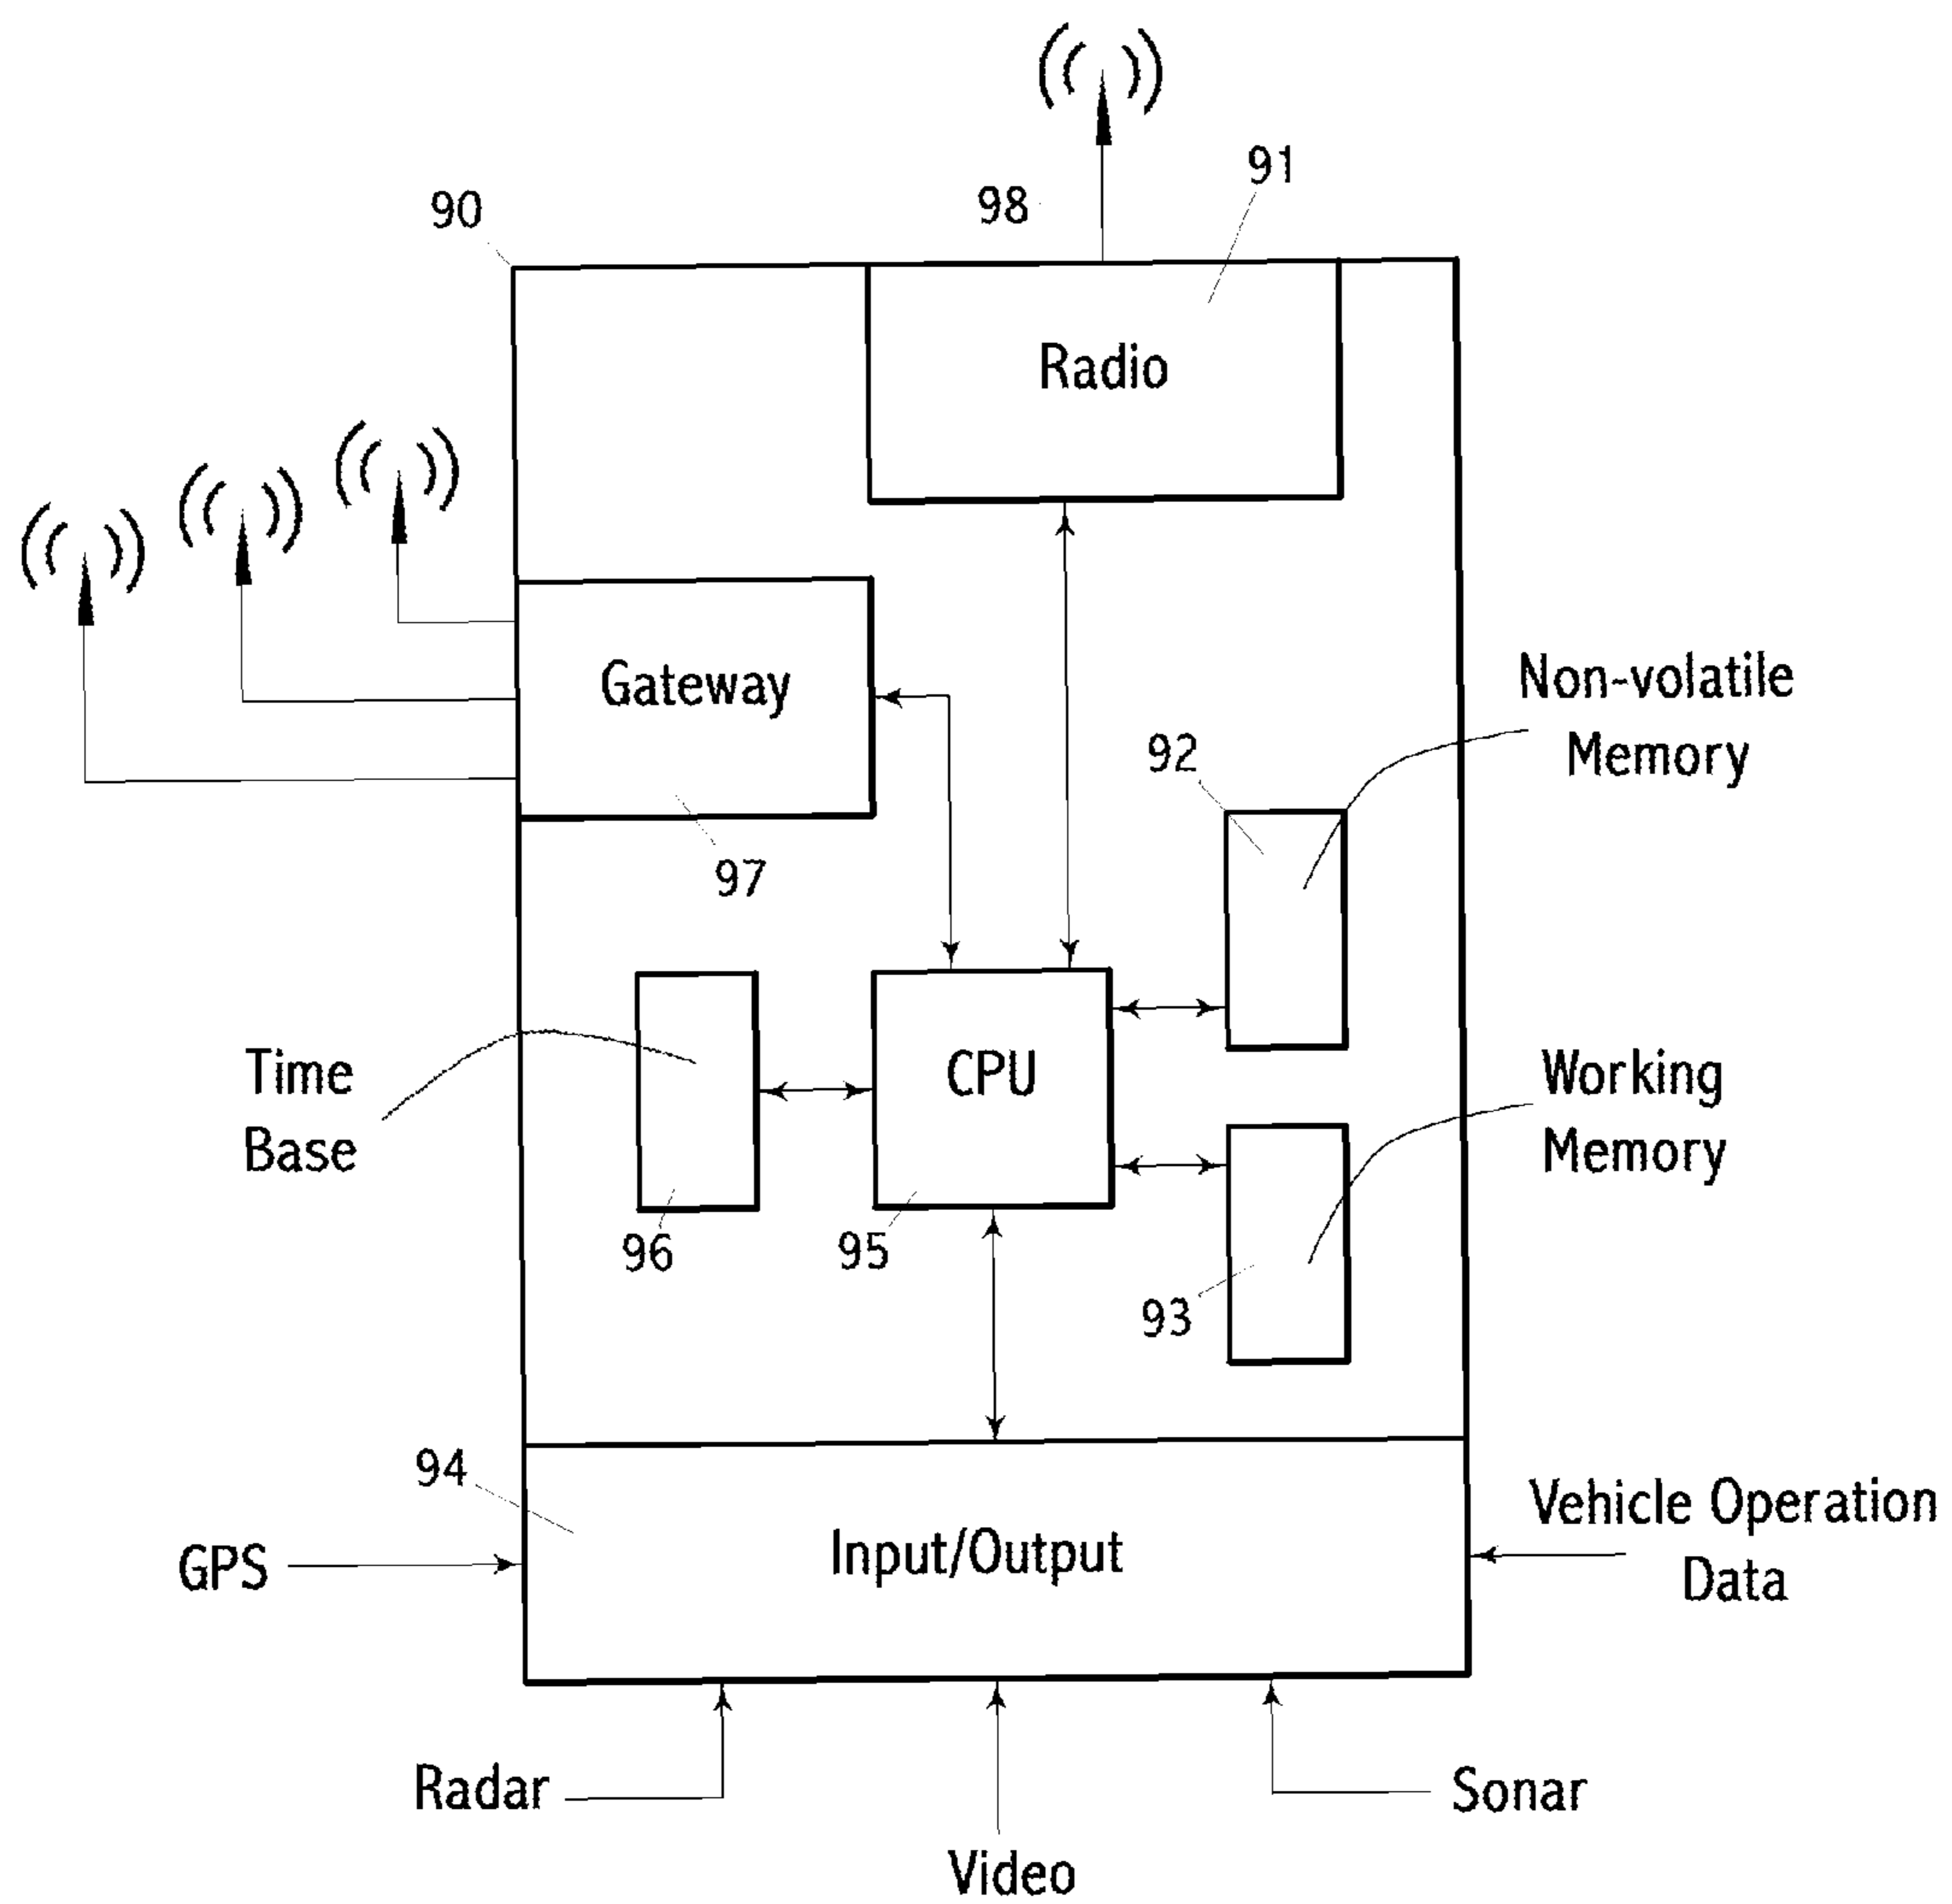 91
90
98
Radio
Gateway
Non-volatile
Memory
92
97
Time
Base
CPU
Working
Memory
96
95
93
94
Vehicle Operation
Data
GPS
Input/Output
Radar
Sonar
Video